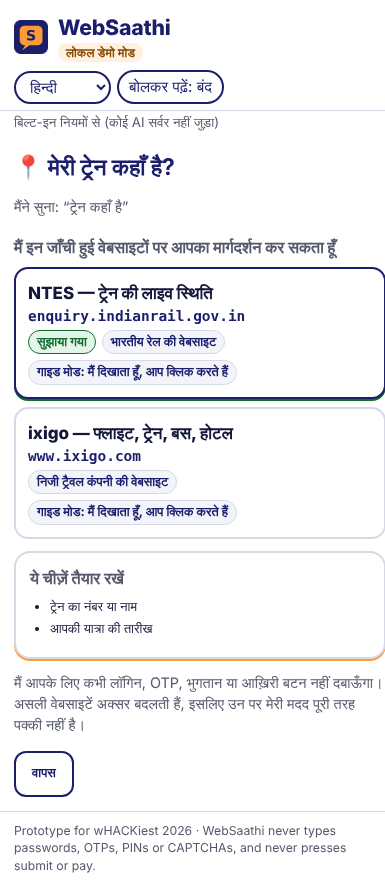 WebSaathi
लोकल डेमो मोड
हिन्दी
बोलकर पढ़ें: बंद
बिल्ट-इन नियमों से (कोई AI सर्वर नहीं जुड़ा)
📍 मेरी ट्रेन कहाँ है?
मैंने सुना: “ट्रेन कहाँ है”
मैं इन जाँची हुई वेबसाइटों पर आपका मार्गदर्शन कर सकता हूँ
NTES — ट्रेन की लाइव स्थिति
enquiry.indianrail.gov.in
सुझाया गया
भारतीय रेल की वेबसाइट
गाइड मोड: मैं दिखाता हूँ, आप क्लिक करते हैं
ixigo — फ्लाइट, ट्रेन, बस, होटल
www.ixigo.com
निजी ट्रैवल कंपनी की वेबसाइट
गाइड मोड: मैं दिखाता हूँ, आप क्लिक करते हैं
ये चीज़ें तैयार रखें
• ट्रेन का नंबर या नाम
• आपकी यात्रा की तारीख
मैं आपके लिए कभी लॉगिन, OTP, भुगतान या आख़िरी बटन नहीं दबाऊँगा।
असली वेबसाइटें अक्सर बदलती हैं, इसलिए उन पर मेरी मदद पूरी तरह
पक्की नहीं है।
वापस
Prototype for wHACKiest 2026 · WebSaathi never types
passwords, OTPs, PINs or CAPTCHAs, and never presses
submit or pay.